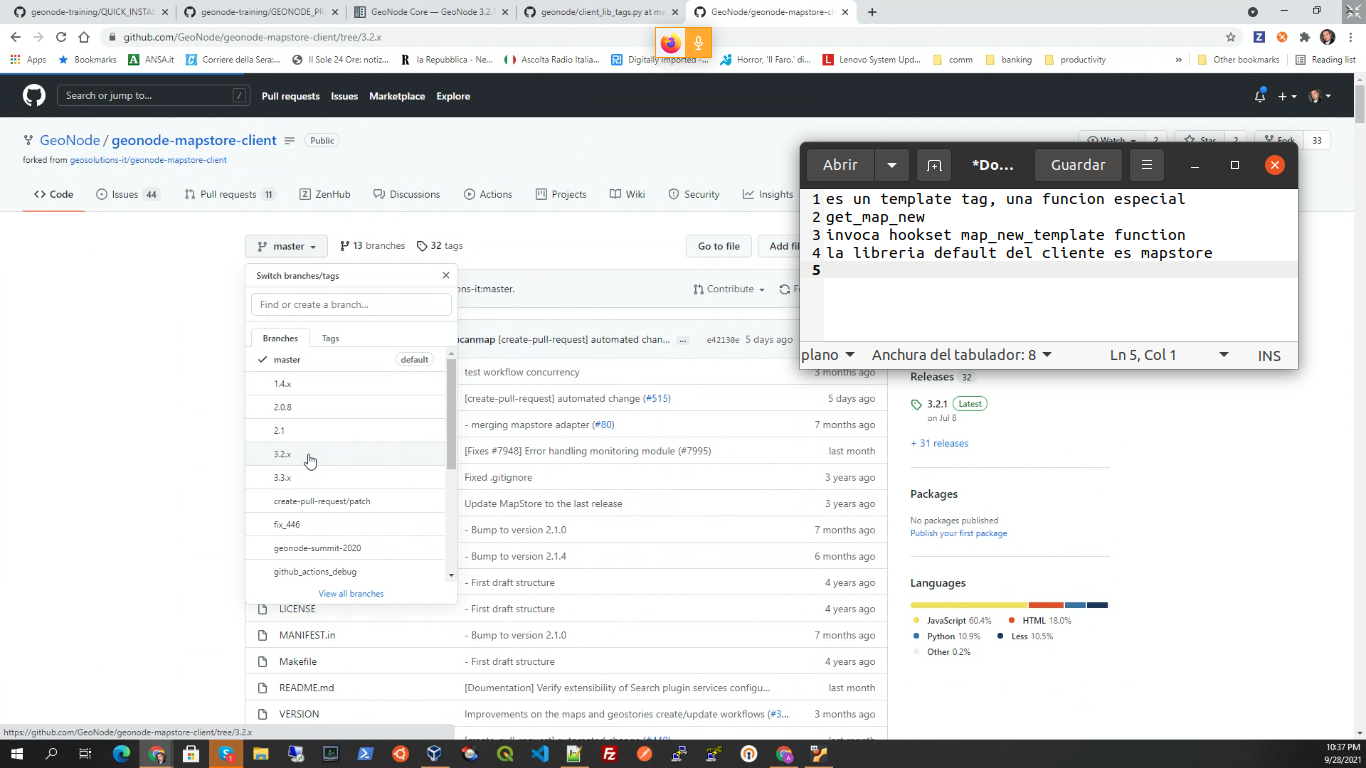 geonode-training/QUICK_INSTAL
geonode-training/GEONODE_PR
GeoNode Core — GeoNode 3.2.
geonode/client_lib_tags.py at ma
GeoNode/geonode-mapstore-cli
github.com/GeoNode/geonode-mapstore-client/tree/3.2.x
Apps
Bookmarks
ANSA.it
Corriere della Sera:...
Il Sole 24 Ore: notiz...
la Repubblica - Ne...
Ascolta Radio Italia...
Digitally Imported -...
Horror, 'Il Faro.' di...
Lenovo System Upd...
comm
banking
productivity
»
Other bookmarks
Reading list
Search or jump to...
/
Pull requests
Issues
Marketplace
Explore
GeoNode / geonode-mapstore-client
Public
Watch
2
Star
2
Fork
33
forked from geosolutions-it/geonode-mapstore-client
Code
Issues 44
Pull requests 11
ZenHub
Discussions
Actions
Projects
Wiki
Security
Insights
Abrir
*Do...
Guardar
1 es un template tag, una funcion especial
2 get_map_new
3 invoca hookset map_new_template function
4 la libreria default del cliente es mapstore
5
plano
Anchura del tabulador: 8
Ln 5, Col 1
INS
master
13 branches
32 tags
Go to file
Add fil
Switch branches/tags
Find or create a branch...
Branches
Tags
master
default
1.4.x
2.0.8
2.1
3.2.x
3.3.x
create-pull-request/patch
fix_446
geonode-summit-2020
github_actions_debug
View all branches
ons-it:master.
Contribute
Fe
canmap [create-pull-request] automated chan...
...
e42130e 5 days ago
test workflow concurrency
3 months ago
[create-pull-request] automated change (#515)
5 days ago
- merging mapstore adapter (#80)
7 months ago
[Fixes #7948] Error handling monitoring module (#7995)
last month
Fixed .gitignore
3 years ago
Update MapStore to the last release
3 years ago
- Bump to version 2.1.0
7 months ago
- Bump to version 2.1.4
6 months ago
- First draft structure
4 years ago
LICENSE
- First draft structure
4 years ago
MANIFEST.in
- Bump to version 2.1.0
7 months ago
Makefile
- First draft structure
4 years ago
README.md
[Doumentation] Verify extensibility of Search plugin services configu...
last month
VERSION
Improvements on the maps and geostories create/update workflows (#3...
3 months ago
Releases 32
3.2.1
Latest
on Jul 8
+ 31 releases
Packages
No packages published
Publish your first package
Languages
JavaScript 60.4%
HTML 18.0%
Python 10.9%
Less 10.5%
Other 0.2%
https://github.com/GeoNode/geonode-mapstore-client/tree/3.2.x
10:37 PM
9/28/2021